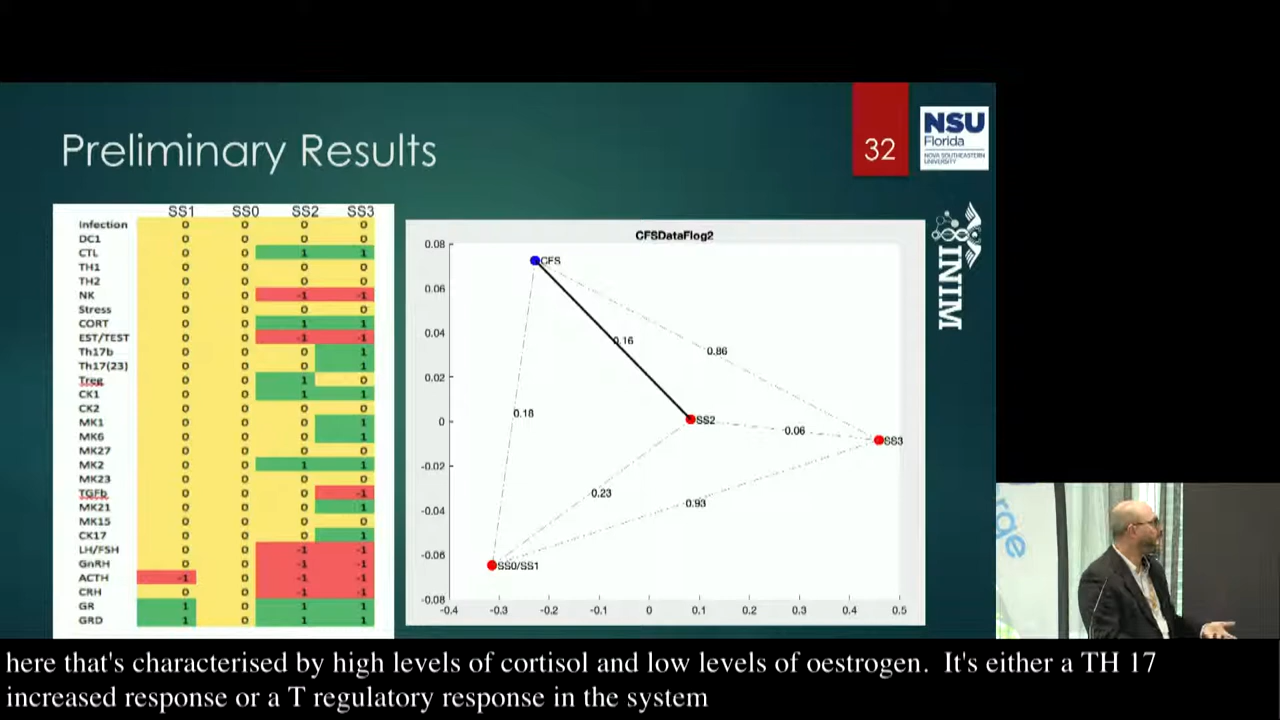 Preliminary Results
32
NSU
Florida
NOVA SOUTHEASTERN
UNIVERSITY
INIM
SS1 SS0 SS2 SS3
Infection 0 0 0 0
DC1 0 0 0 0
CTL 0 0 1 1
TH1 0 0 0 0
TH2 0 0 0 0
NK 0 0 -1 -1
Stress 0 0 0 0
CORT 0 0 1 1
EST/TEST 0 0 -1 -1
Th17b 0 0 0 1
Th17(23) 0 0 0 1
Treg 0 0 1 0
CK1 0 0 1 1
CK2 0 0 0 0
MK1 0 0 0 1
MK6 0 0 0 1
MK27 0 0 0 0
MK2 0 0 1 1
MK23 0 0 0 0
TGFb 0 0 0 -1
MK21 0 0 0 1
MK15 0 0 0 0
CK17 0 0 0 1
LH/FSH 0 0 -1 -1
GnRH 0 0 -1 -1
ACTH -1 0 -1 -1
CRH 0 0 -1 -1
GR 1 0 1 1
GRD 1 0 1 1
CFSDataFlog2
0.08
0.06
0.04
0.02
0
-0.02
-0.04
-0.06
-0.08
-0.4 -0.3 -0.2 -0.1 0 0.1 0.2 0.3 0.4 0.5
CFS
0.16
0.86
0.18
SS2
0.06
SS3
0.23
0.93
SS0/SS1
rge
here that's characterised by high levels of cortisol and low levels of oestrogen. It's either a TH 17
increased response or a T regulatory response in the system